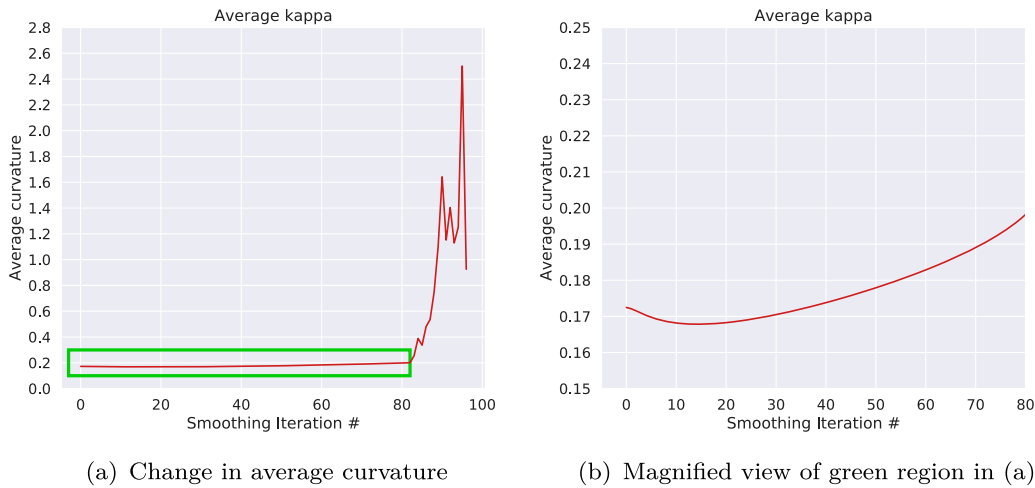 Average kappa
2.8
2.6
2.4
2.2
2.0
1.8
1.6
1.4
1.2
1.0
0.8
0.6
0.4
0.2
0.0
Average curvature
0 20 40 60 80 100
Smoothing Iteration #
(a) Change in average curvature
Average kappa
0.25
0.24
0.23
0.22
0.21
0.20
0.19
0.18
0.17
0.16
0.15
Average curvature
0 10 20 30 40 50 60 70 80
Smoothing Iteration #
(b) Magnified view of green region in (a)